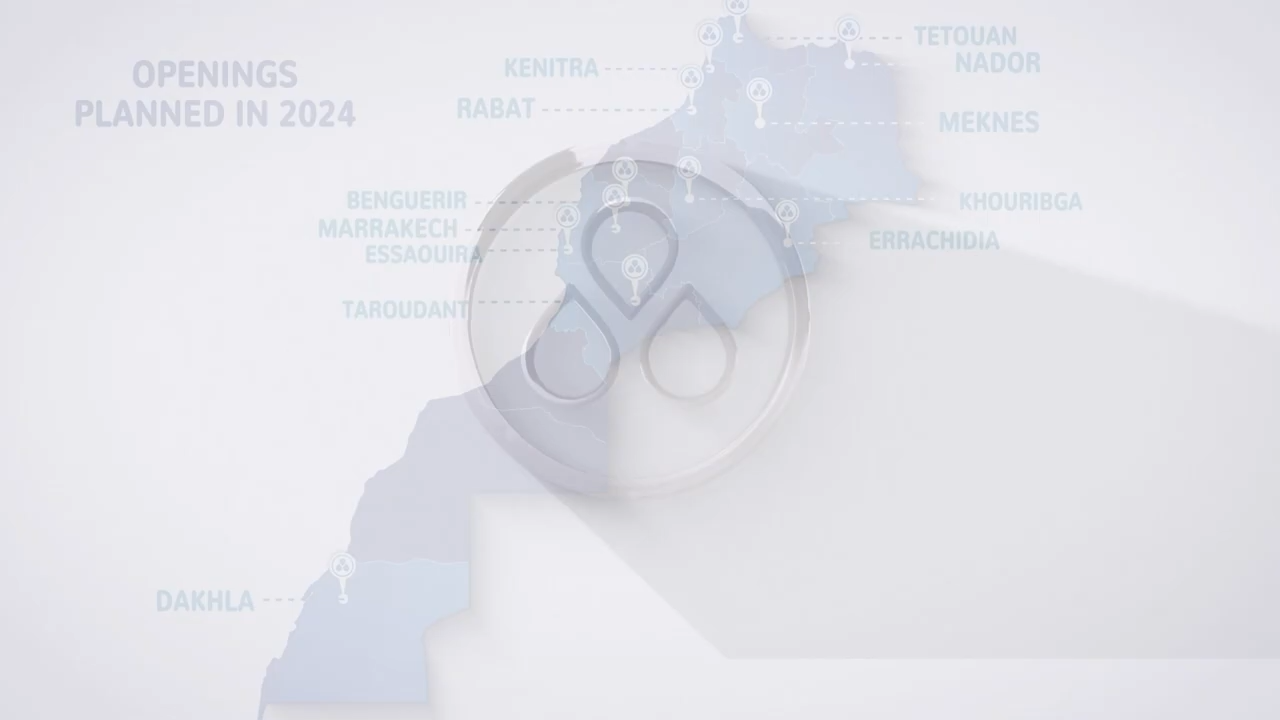 OPENINGS
PLANNED IN 2024
TETOUAN
NADOR
KENITRA
RABAT
MEKNES
BENGUERIR
MARRAKECH
ESSAOUIRA
KHOURIBGA
ERRACHIDIA
TAROUDANT
DAKHLA